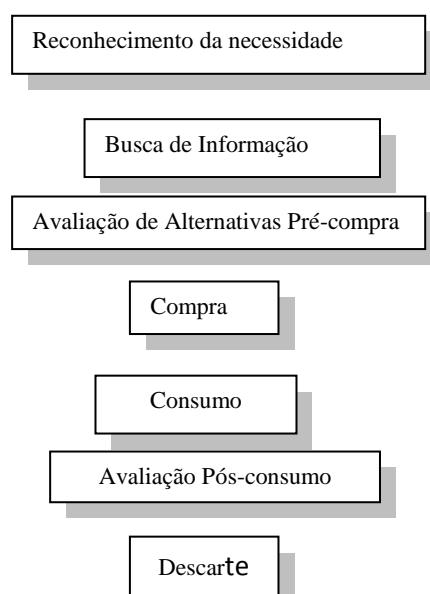 Reconhecimento da necessidade
Busca de Informação
Avaliação de Alternativas Pré-compra
Compra
Consumo
Avaliação Pós-consumo
Descarte